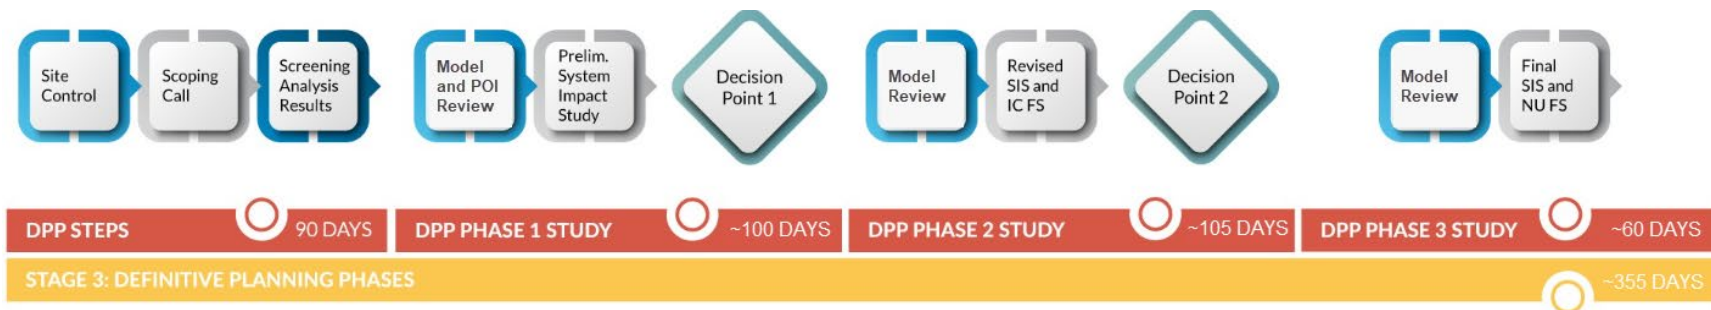 Site
Control
Scoping
Call
Screening
Analysis
Results
Model
and POI
Review
Prelim.
System
Impact
Study
Decision
Point 1
Model
Review
Revised
SIS and
IC FS
Decision
Point 2
Model
Review
Final
SIS and
NU FS
DPP STEPS
90 DAYS
DPP PHASE 1 STUDY
~100 DAYS
DPP PHASE 2 STUDY
~105 DAYS
DPP PHASE 3 STUDY
~60 DAYS
STAGE 3: DEFINITIVE PLANNING PHASES
~355 DAYS